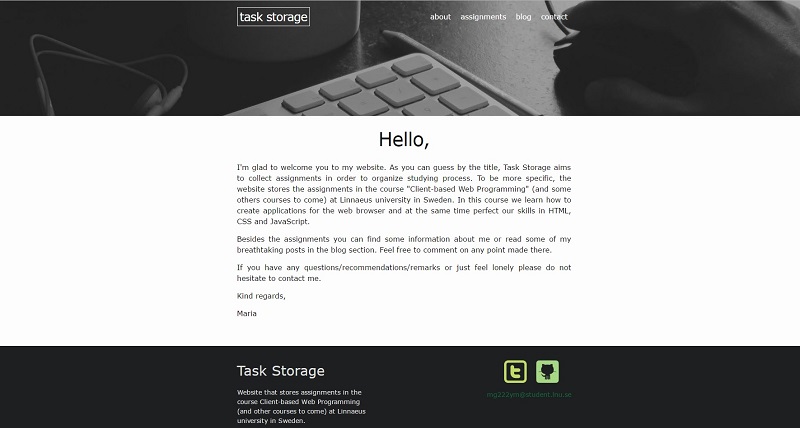 task storage
about assignments blog contact
Hello,
I'm glad to welcome you to my website. As you can guess by the title, Task Storage aims
to collect assignments in order to organize studying process. To be more specific, the
website stores the assignments in the course "Client-based Web Programming" (and some
others courses to come) at Linnaeus university in Sweden. In this course we learn how to
create applications for the web browser and at the same time perfect our skills in HTML,
CSS and JavaScript.
Besides the assignments you can find some information about me or read some of my
breathtaking posts in the blog section. Feel free to comment on any point made there.
If you have any questions/recommendations/remarks or just feel lonely please do not
hesitate to contact me.
Kind regards,
Maria
Task Storage
Website that stores assignments in the
course Client-based Web Programming
(and other courses to come) at Linnaeus
university in Sweden.
mg222ym@student.lnu.se